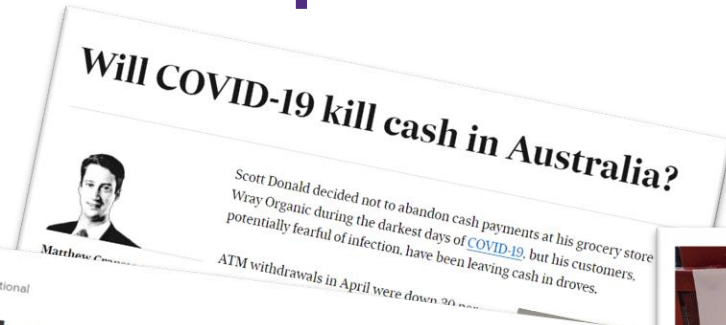 Will COVID-19 kill cash in Australia?
Scott Donald decided not to abandon cash payments at his grocery store
Wray Organic during the darkest days of COVID-19, but his customers,
potentially fearful of infection, have been leaving cash in droves.
Matthew
ATM withdrawals in April were down 30